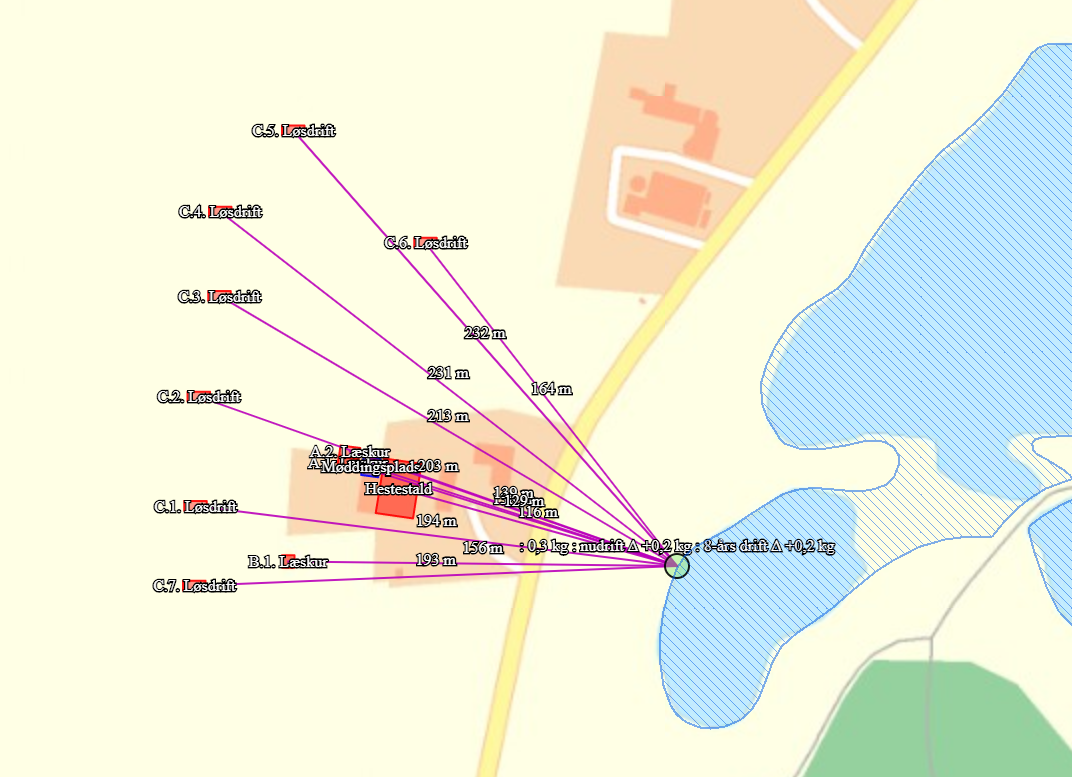 C.5. Løsdrift
C.4. Løsdrift
C.6. Løsdrift
C.3. Løsdrift
232 m
231 m
164 m
C.2. Løsdrift
213 m
A.2. Læskur
Møddingsplads
203 m
Hestestald
129 m
116 m
C.1. Løsdrift
194 m
: 0,3 kg : nudrift Δ +0,2 kg : 8-års drift Δ +0,2 kg
156 m
B.1. Læskur
193 m
C.7. Løsdrift